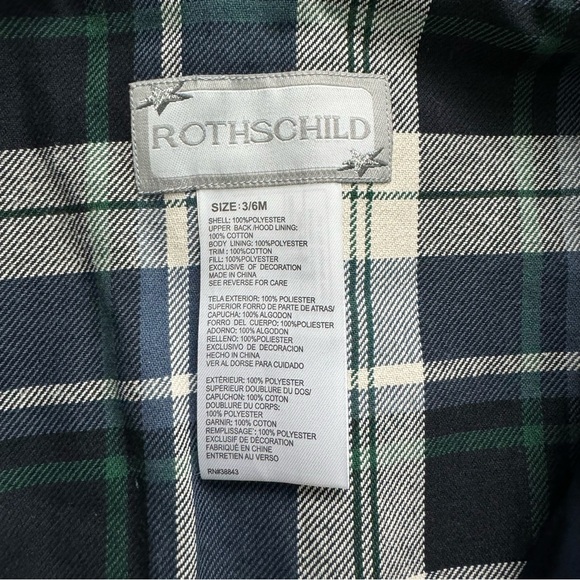 ROTHSCHILD
SIZE: 3/6M
SHELL: 100%POLYESTER
UPPER BACK /HOOD LINING:
100% COTTON
BODY LINING: 100%POLYESTER
TRIM : 100%COTTON
FILL: 100%POLYESTER
EXCLUSIVE OF DECORATION
MADE IN CHINA
SEE REVERSE FOR CARE
TELA EXTERIOR: 100% POLIESTER
SUPERIOR FORRO DE PARTE DE ATRAS/
CAPUCHA: 100% ALGODON
FORRO DEL CUERPO: 100%POLIESTER
ADORNO: 100% ALGODON
RELLENO: 100%POLIESTER
EXCLUSIVO DE DECORACION
HECHO IN CHINA
VER AL DORSE PARA CUIDADO
EXTÉRIEUR: 100% POLYESTER
SUPERIEUR DOUBLURE DU DOS/
CAPUCHON: 100% COTON
DOUBLURE DU CORPS:
100% POLYESTER
GARNIR: 100% COTON
REMPLISSAGE`: 100%POLYESTER
EXCLUSIF DE DÉCORATION
FABRIQUÉ EN CHINE
ENTRETIEN AU VERSO
RN#38843